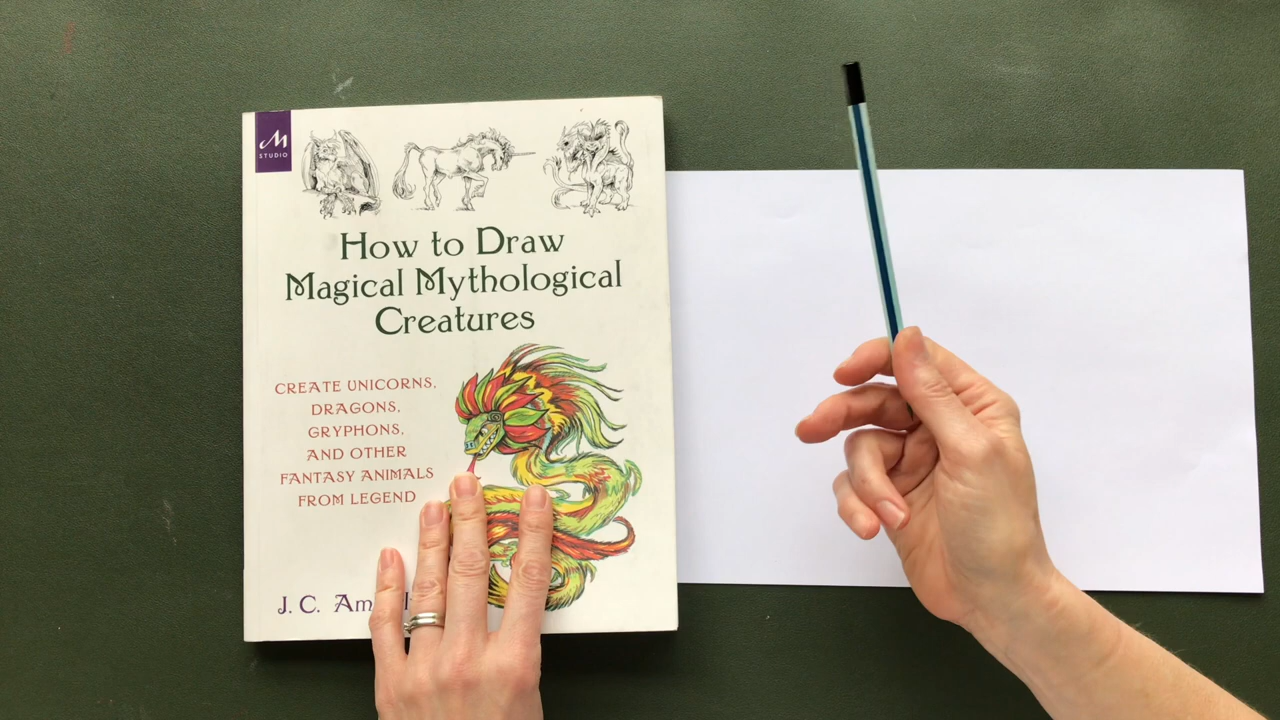 M
STUDIO
How to Draw
Magical Mythological
Creatures
CREATE UNICORNS,
DRAGONS,
GRYPHONS,
AND OTHER
FANTASY ANIMALS
FROM LEGEND
J. C.